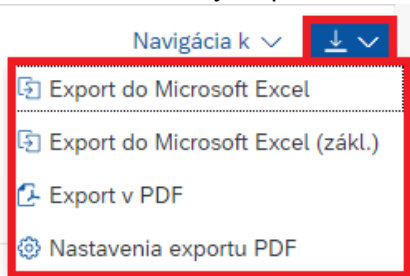 Navigácia k
Export do Microsoft Excel
Export do Microsoft Excel (zákl.)
Export v PDF
Nastavenia exportu PDF